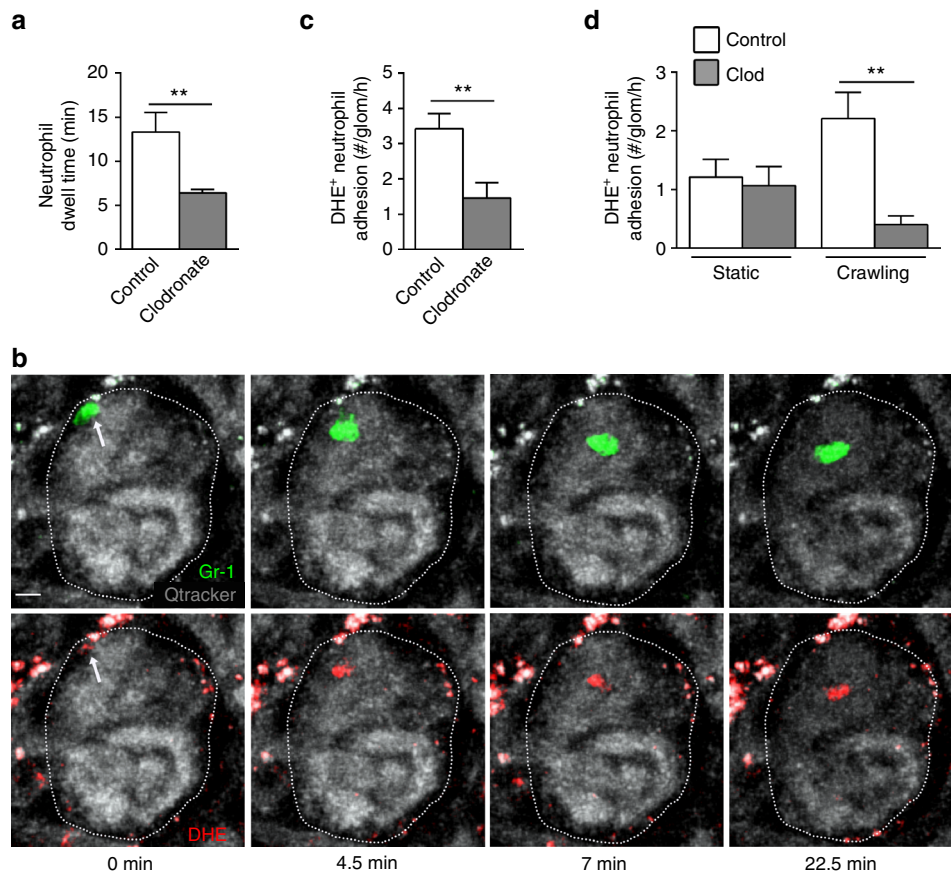 a
Neutrophil
dwell time (min)
20
15
10
5
0
**
Control
Clodronate
c
DHE+ neutrophil
adhesion (#/glom/h)
5
4
3
2
1
0
**
Control
Clodronate
d
Control
Clod
DHE+ neutrophil
adhesion (#/glom/h)
3
2
1
0
**
Static
Crawling
b
Gr-1
Qtracker
DHE
0 min
4.5 min
7 min
22.5 min